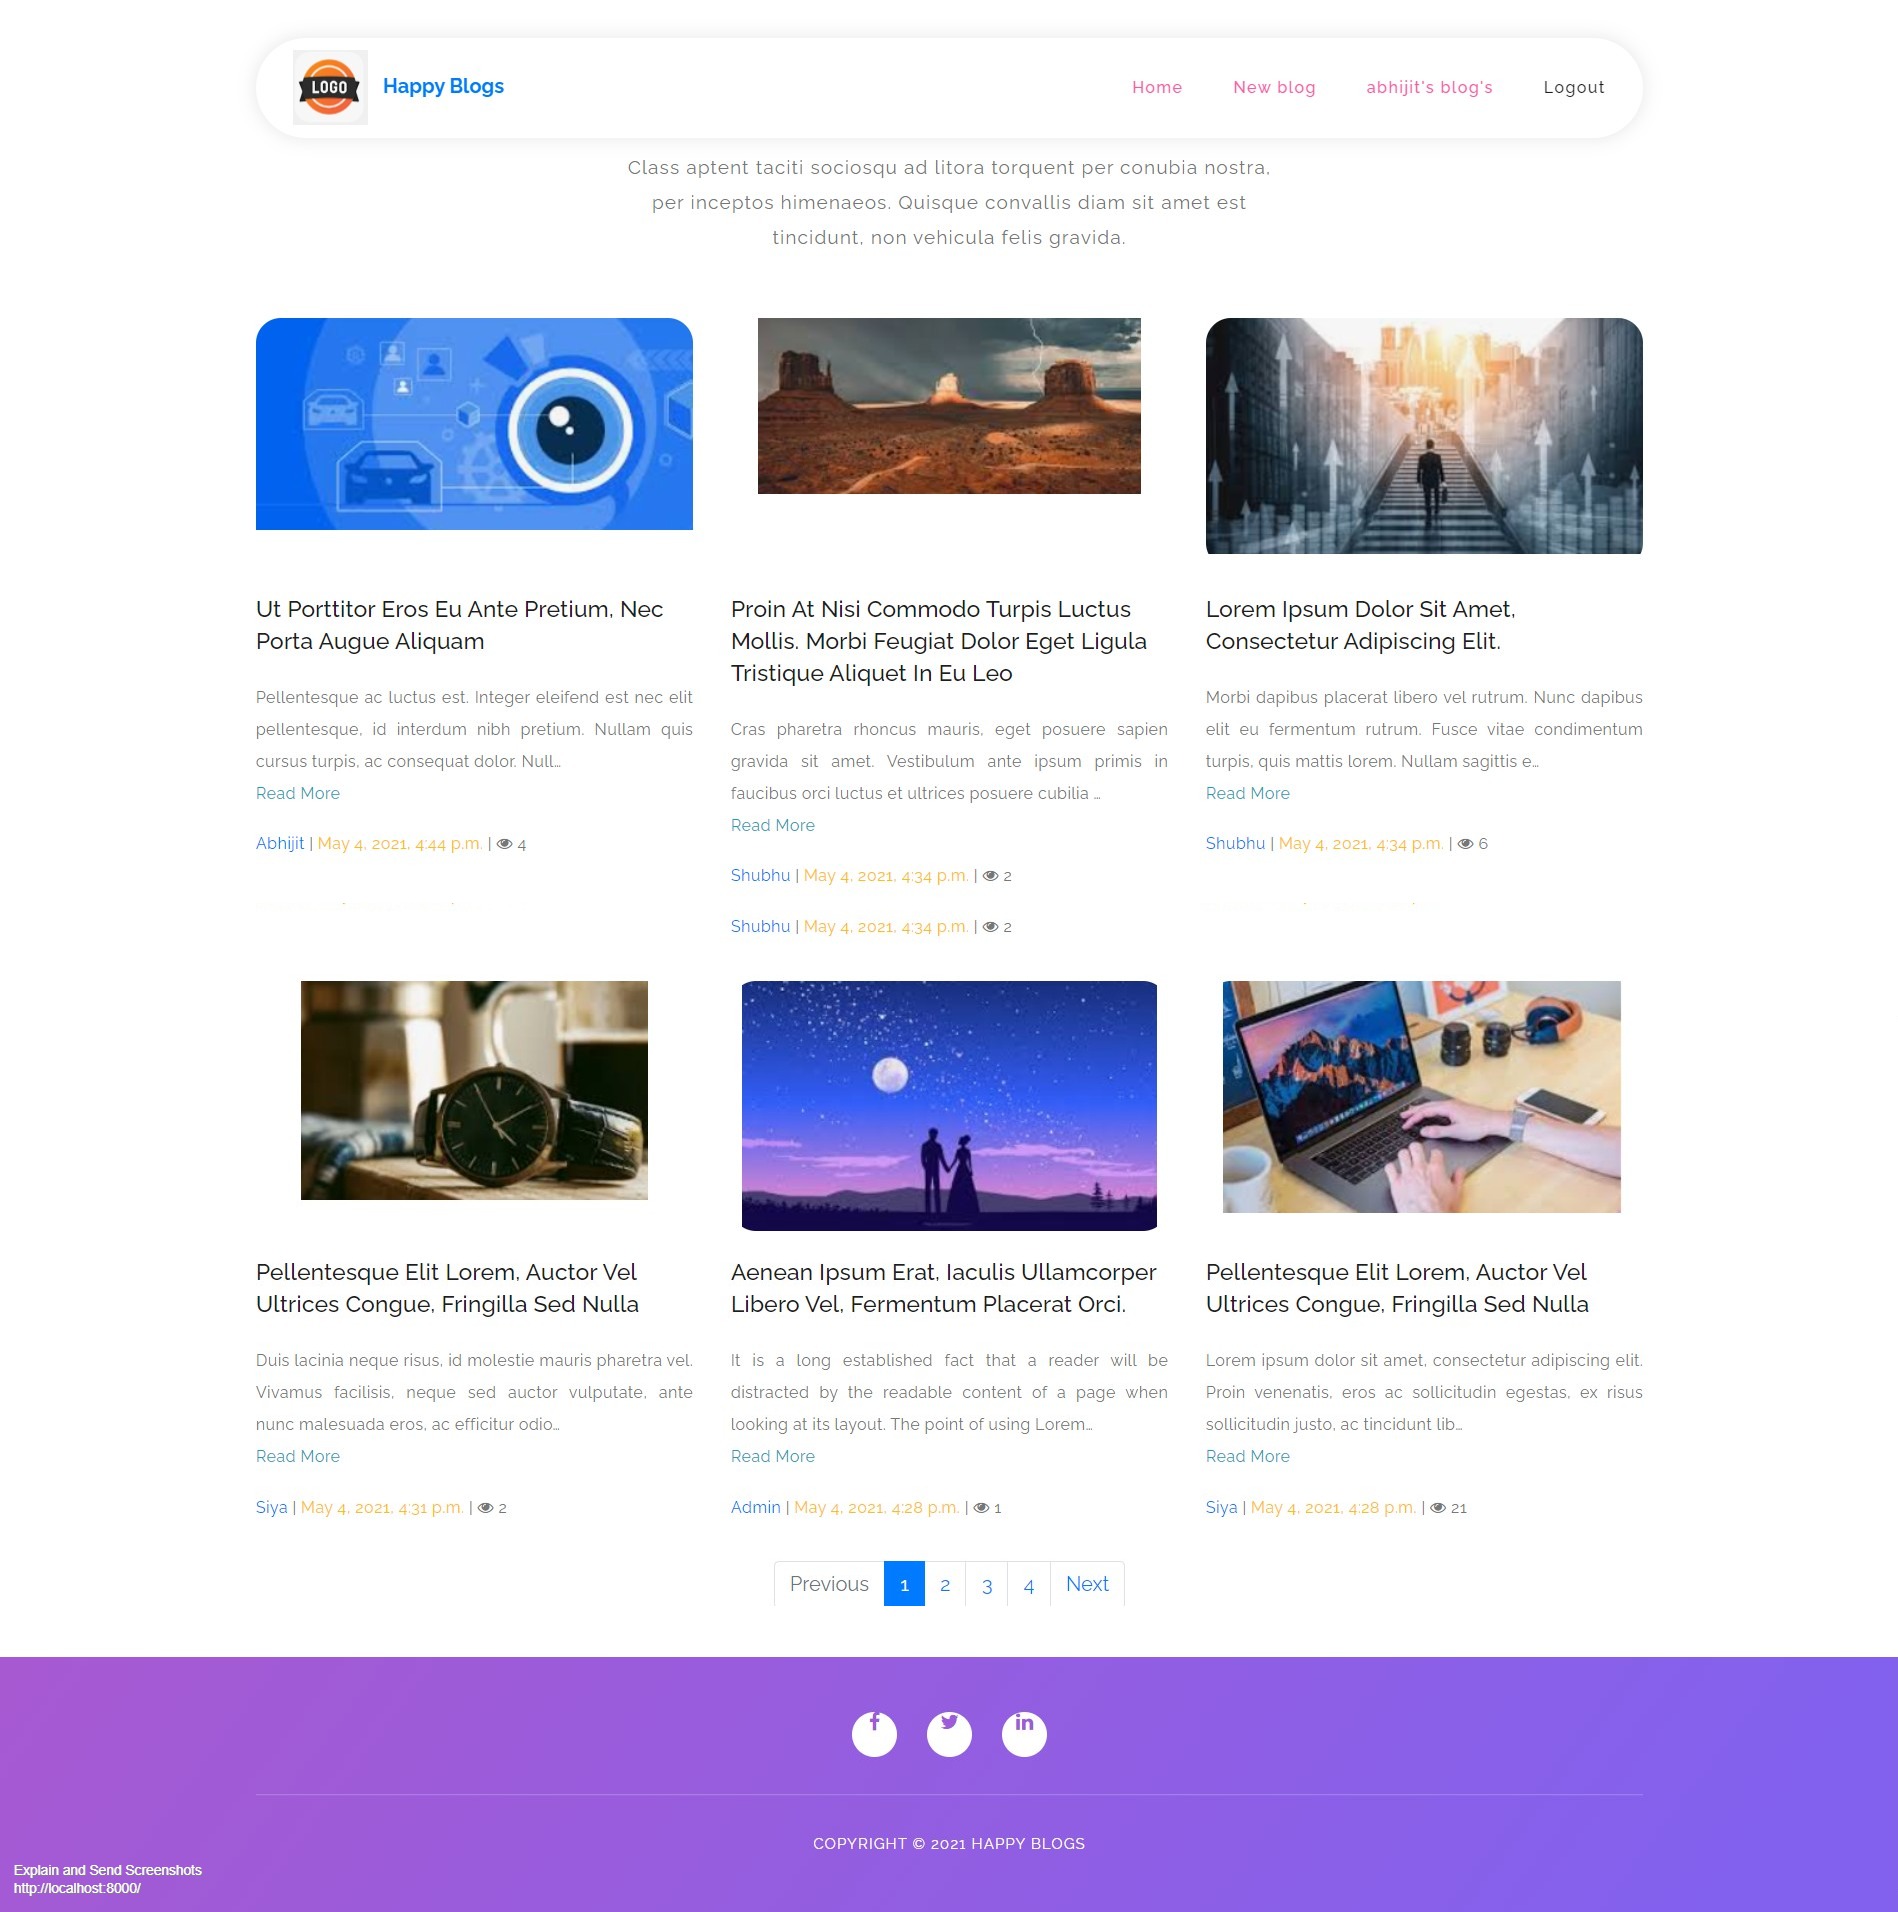 LOGO
Happy Blogs
Home
New blog
abhijit's blog's
Logout
Class aptent taciti sociosqu ad litora torquent per conubia nostra,
per inceptos himenaeos. Quisque convallis diam sit amet est
tincidunt, non vehicula felis gravida.
Ut Porttitor Eros Eu Ante Pretium, Nec
Porta Augue Aliquam
Pellentesque ac luctus est. Integer eleifend est nec elit
pellentesque, id interdum nibh pretium. Nullam quis
cursus turpis, ac consequat dolor. Null…
Read More
Abhijit | May 4, 2021, 4:44 p.m. | 4
Proin At Nisi Commodo Turpis Luctus
Mollis. Morbi Feugiat Dolor Eget Ligula
Tristique Aliquet In Eu Leo
Cras pharetra rhoncus mauris, eget posuere sapien
gravida sit amet. Vestibulum ante ipsum primis in
faucibus orci luctus et ultrices posuere cubilia …
Read More
Shubhu | May 4, 2021, 4:34 p.m. | 2
Shubhu | May 4, 2021, 4:34 p.m. | 2
Lorem Ipsum Dolor Sit Amet,
Consectetur Adipiscing Elit.
Morbi dapibus placerat libero vel rutrum. Nunc dapibus
elit eu fermentum rutrum. Fusce vitae condimentum
turpis, quis mattis lorem. Nullam sagittis e…
Read More
Shubhu | May 4, 2021, 4:34 p.m. | 6
Pellentesque Elit Lorem, Auctor Vel
Ultrices Congue, Fringilla Sed Nulla
Duis lacinia neque risus, id molestie mauris pharetra vel.
Vivamus facilisis, neque sed auctor vulputate, ante
nunc malesuada eros, ac efficitur odio…
Read More
Siya | May 4, 2021, 4:31 p.m. | 2
Aenean Ipsum Erat, Iaculis Ullamcorper
Libero Vel, Fermentum Placerat Orci.
It is a long established fact that a reader will be
distracted by the readable content of a page when
looking at its layout. The point of using Lorem…
Read More
Admin | May 4, 2021, 4:28 p.m. | 1
Pellentesque Elit Lorem, Auctor Vel
Ultrices Congue, Fringilla Sed Nulla
Lorem ipsum dolor sit amet, consectetur adipiscing elit.
Proin venenatis, eros ac sollicitudin egestas, ex risus
sollicitudin justo, ac tincidunt lib…
Read More
Siya | May 4, 2021, 4:28 p.m. | 21
Previous 1 2 3 4 Next
COPYRIGHT © 2021 HAPPY BLOGS
Explain and Send Screenshots
http://localhost:8000/